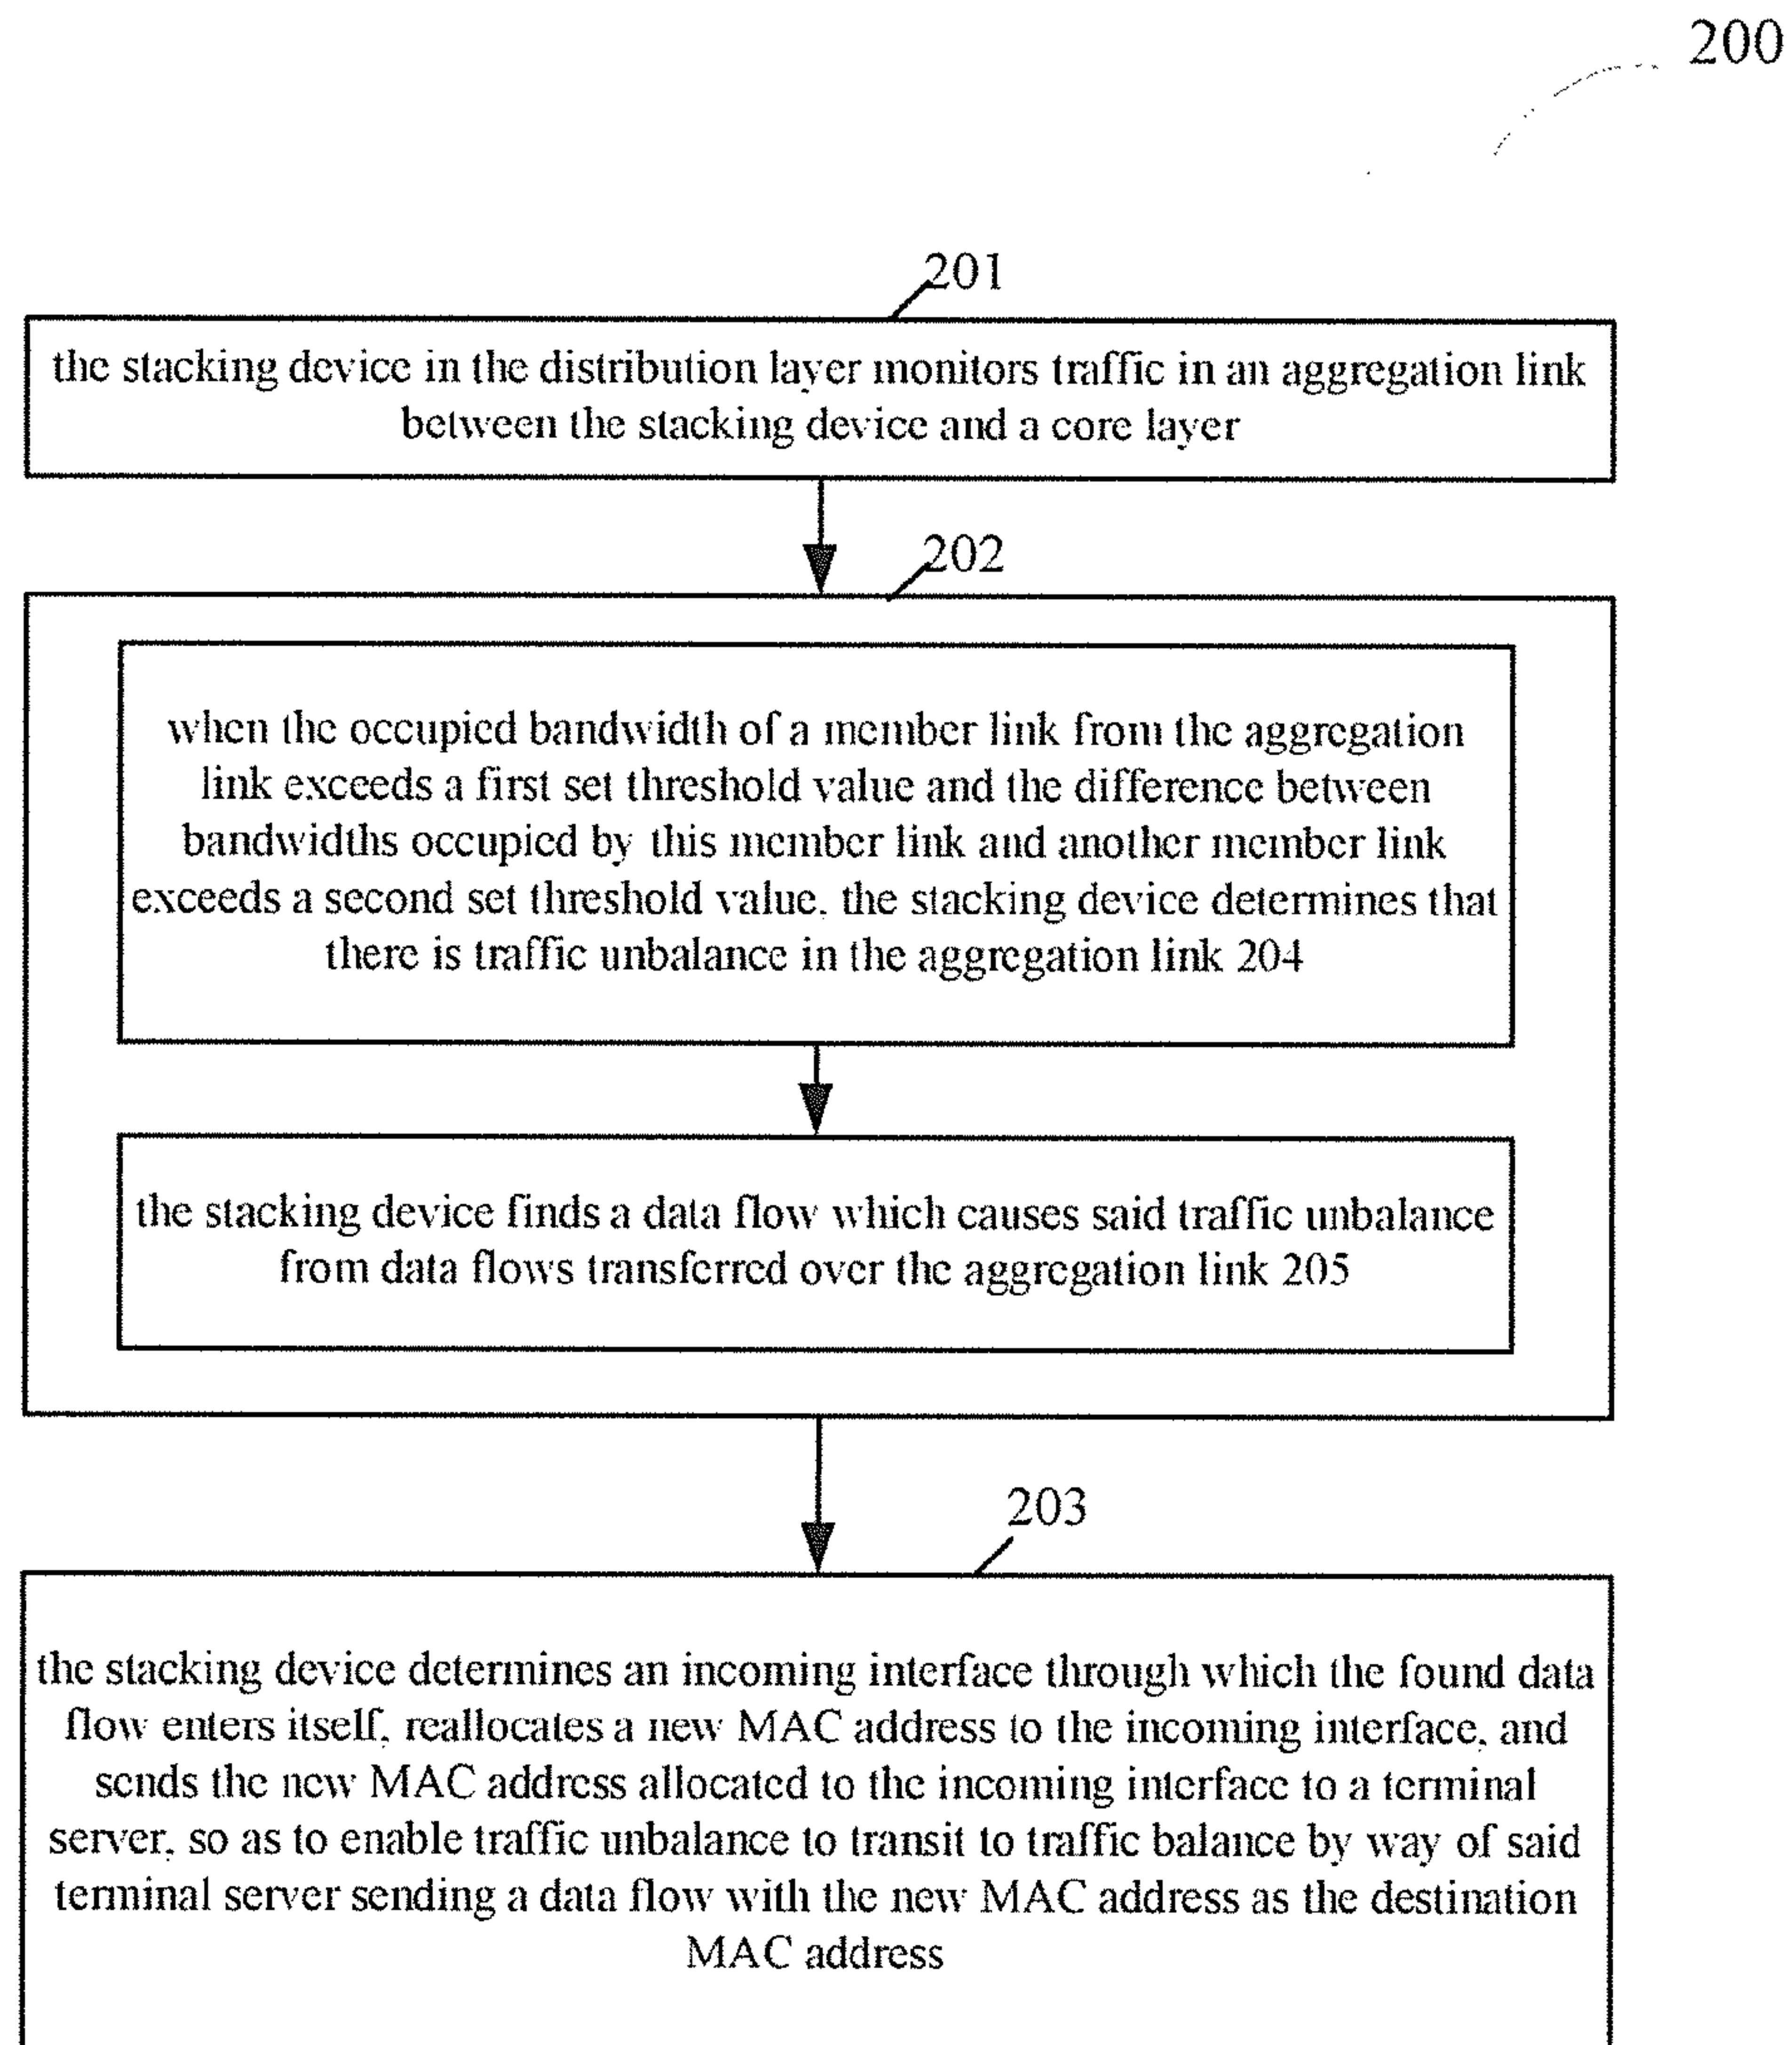 200
201
the stacking device in the distribution layer monitors traffic in an aggregation link
between the stacking device and a core layer
202
when the occupied bandwidth of a member link from the aggregation
link exceeds a first set threshold value and the difference between
bandwidths occupied by this member link and another member link
exceeds a second set threshold value, the stacking device determines that
there is traffic unbalance in the aggregation link 204
the stacking device finds a data flow which causes said traffic unbalance
from data flows transferred over the aggregation link 205
203
the stacking device determines an incoming interface through which the found data
flow enters itself, reallocates a new MAC address to the incoming interface, and
sends the new MAC address allocated to the incoming interface to a terminal
server, so as to enable traffic unbalance to transit to traffic balance by way of said
terminal server sending a data flow with the new MAC address as the destination
MAC address